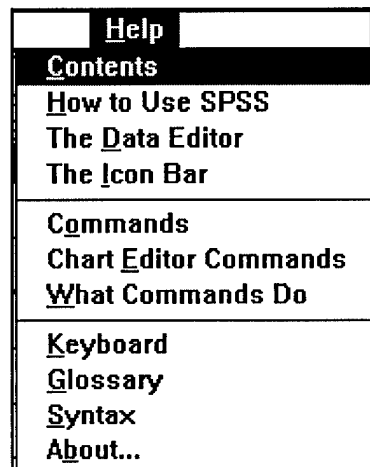 Help
Contents
How to Use SPSS
The Data Editor
The Icon Bar
Commands
Chart Editor Commands
What Commands Do
Keyboard
Glossary
Syntax
About...